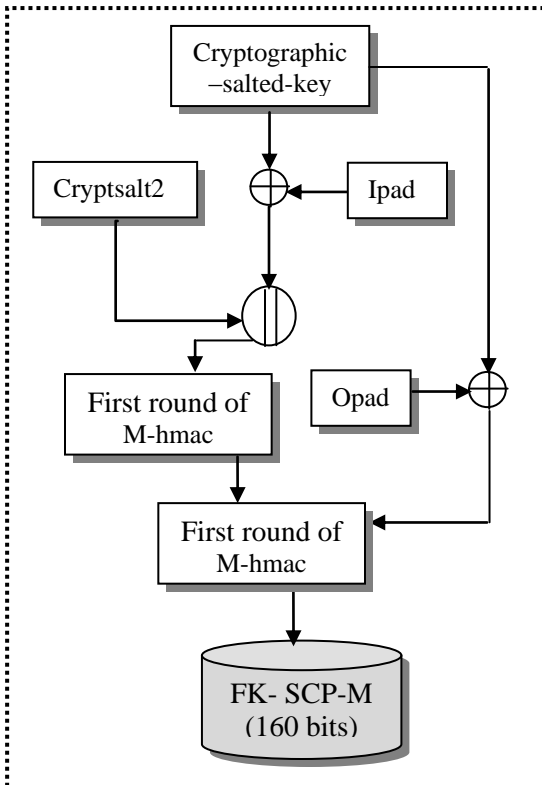 Cryptographic
–salted-key
Cryptsalt2
Ipad
First round of
M-hmac
Opad
First round of
M-hmac
FK- SCP-M
(160 bits)